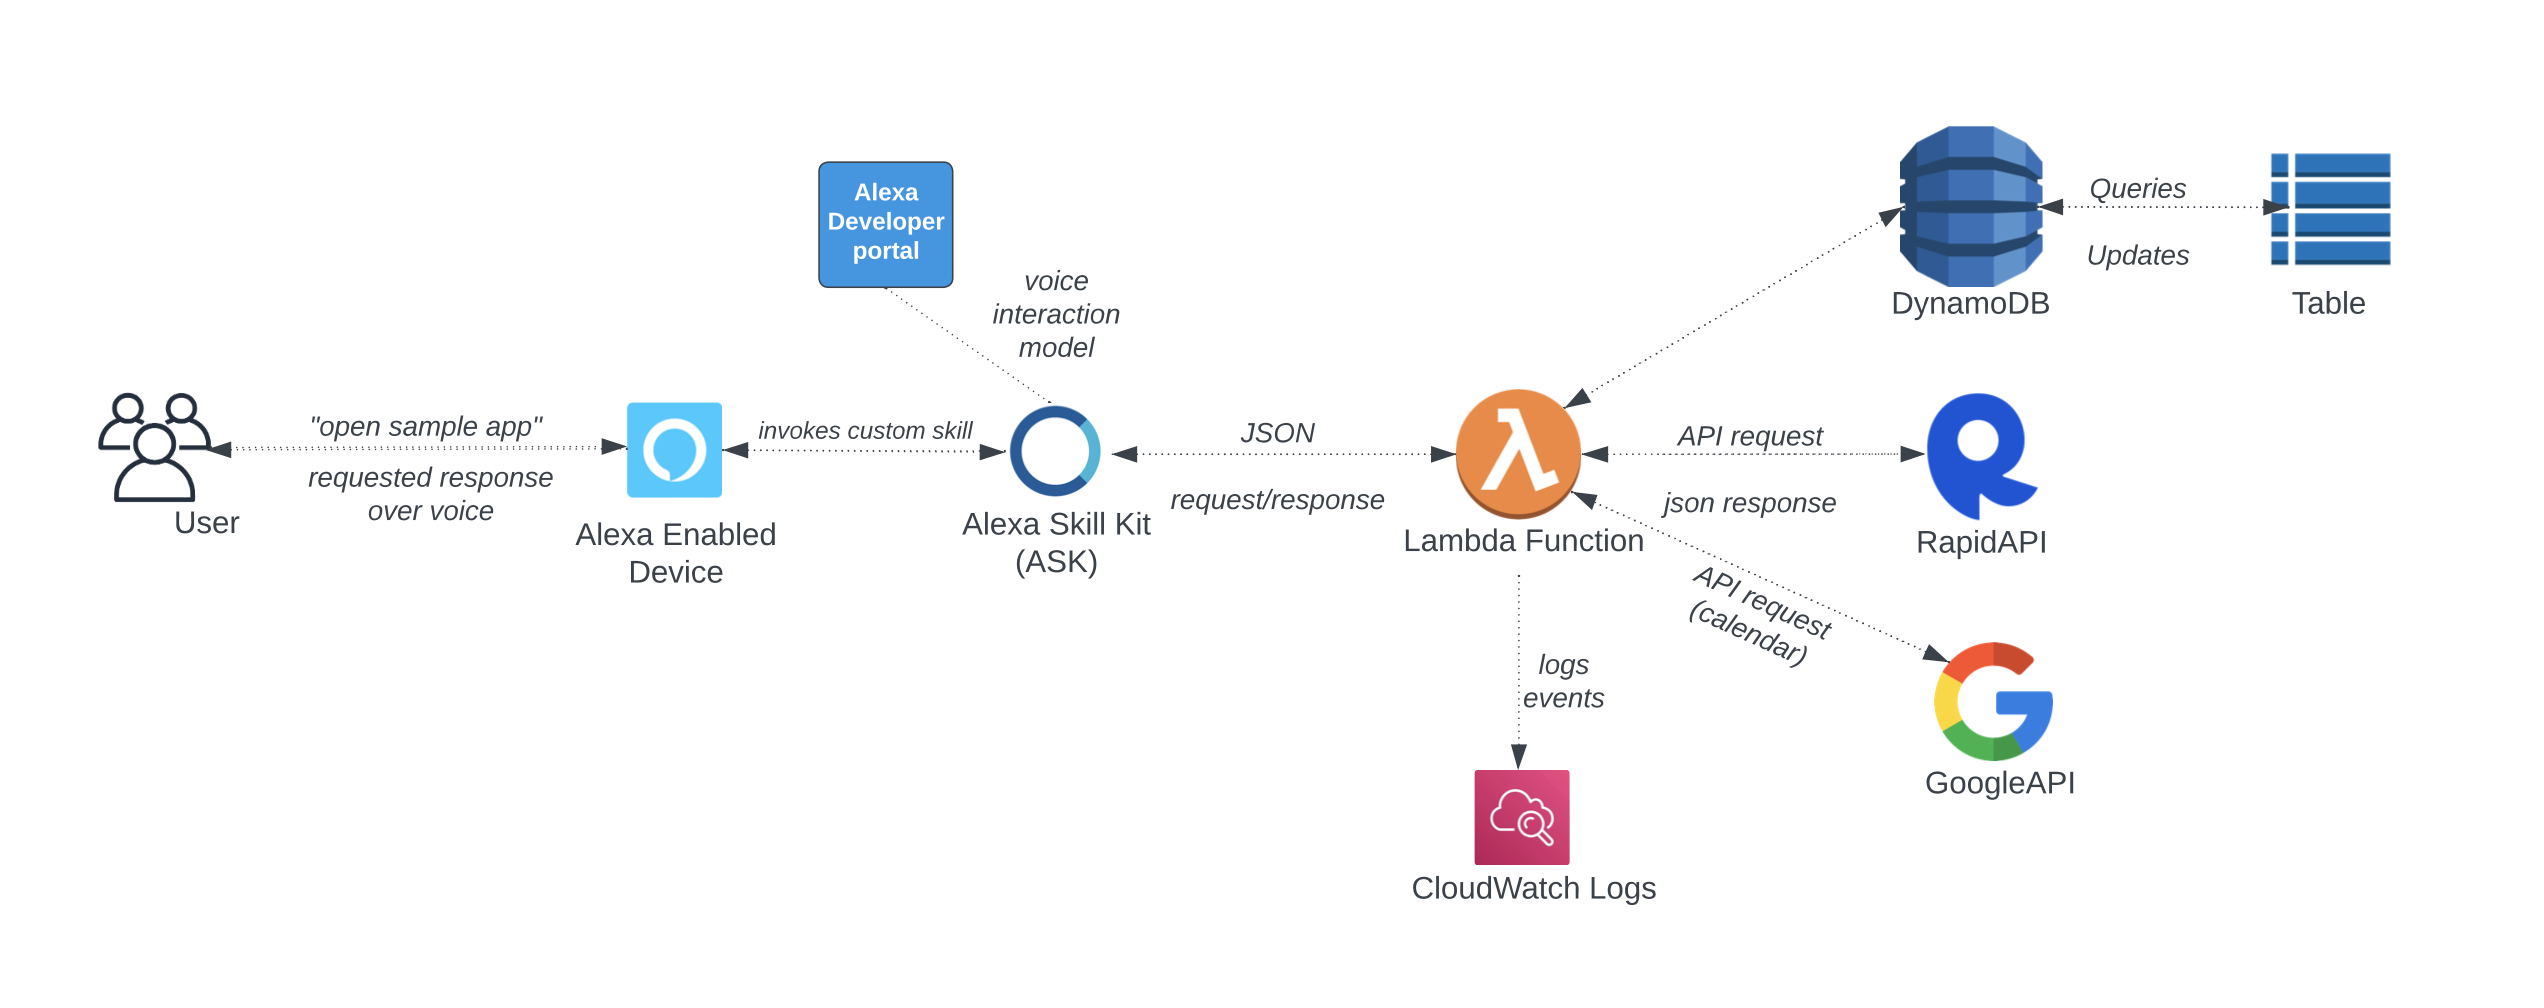 Alexa
Developer
portal
voice
interaction
model
"open sample app"
requested response
over voice
User
Alexa Enabled
Device
invokes custom skill
Alexa Skill Kit
(ASK)
JSON
request/response
Lambda Function
logs
events
CloudWatch Logs
DynamoDB
Queries
Updates
Table
API request
json response
RapidAPI
API request
(calendar)
GoogleAPI